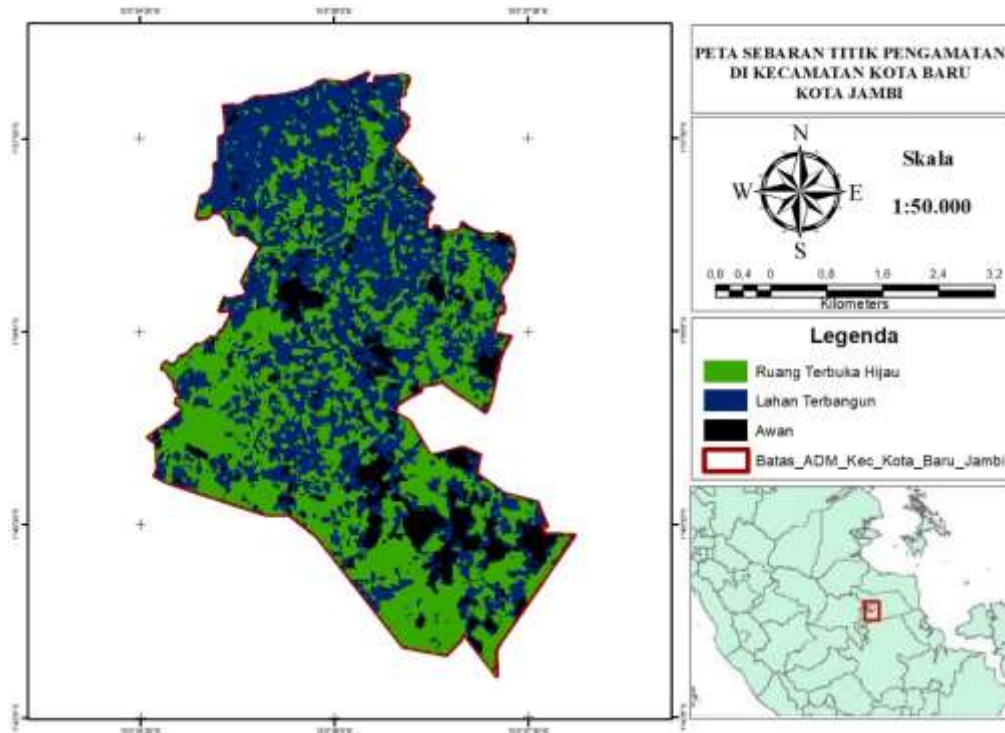 PETA SEBARAN TITIK PENGAMATAN
DI KECAMATAN KOTA BARU
KOTA JAMBI
N
W
E
S
Skala
1:50.000
0,8 0,4 0 0,8 1,6 2,4 3,2
Kilometers
Legenda
Ruang Terbuka Hijau
Lahan Terbangun
Awan
Batas_ADM_Kec_Kota_Baru_Jambi